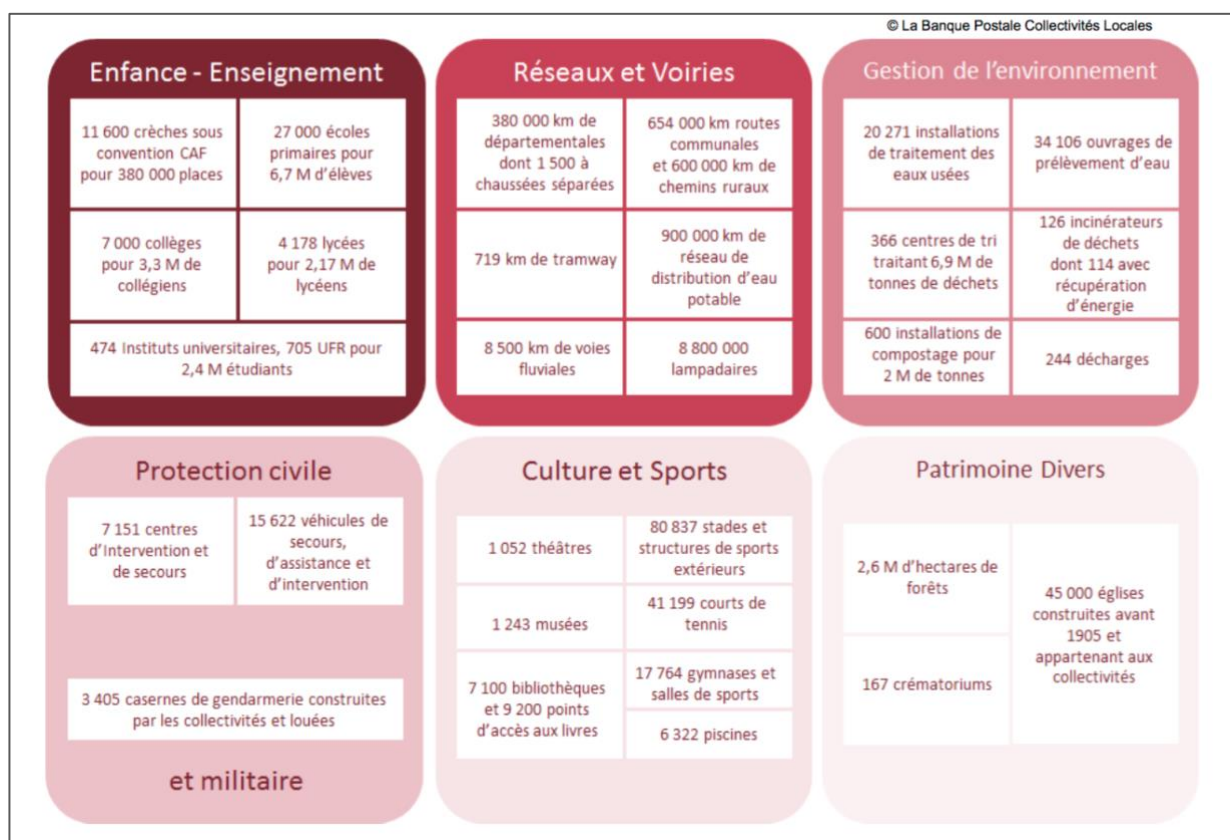 © La Banque Postale Collectivités Locales
Enfance - Enseignement
11 600 crèches sous
convention CAF
pour 380 000 places
27 000 écoles
primaires pour
6,7 M d'élèves
7 000 collèges
pour 3,3 M de
collégiens
4 178 lycées
pour 2,17 M de
lycéens
474 Instituts universitaires, 705 UFR pour
2,4 M étudiants
Réseaux et Voiries
380 000 km de
départementales
dont 1 500 à
chaussées séparées
654 000 km routes
communales
et 600 000 km de
chemins ruraux
719 km de tramway
900 000 km de
réseau de
distribution d'eau
potable
8 500 km de voies
fluviales
8 800 000
lampadaires
Gestion de l'environnement
20 271 installations
de traitement des
eaux usées
34 106 ouvrages de
prélèvement d'eau
366 centres de tri
traitant 6,9 M de
tonnes de déchets
126 incinérateurs
de déchets
dont 114 avec
récupération
d'énergie
600 installations de
compostage pour
2 M de tonnes
244 décharges
Protection civile
7 151 centres
d'Intervention et
de secours
15 622 véhicules de
secours,
d'assistance et
d'intervention
3 405 casernes de gendarmerie construites
par les collectivités et louées
et militaire
Culture et Sports
1 052 théâtres
80 837 stades et
structures de sports
extérieurs
1 243 musées
41 199 courts de
tennis
7 100 bibliothèques
et 9 200 points
d'accès aux livres
17 764 gymnases et
salles de sports
6 322 piscines
Patrimoine Divers
2,6 M d'hectares de
forêts
45 000 églises
construites avant
1905 et
appartenant aux
collectivités
167 crématoriums